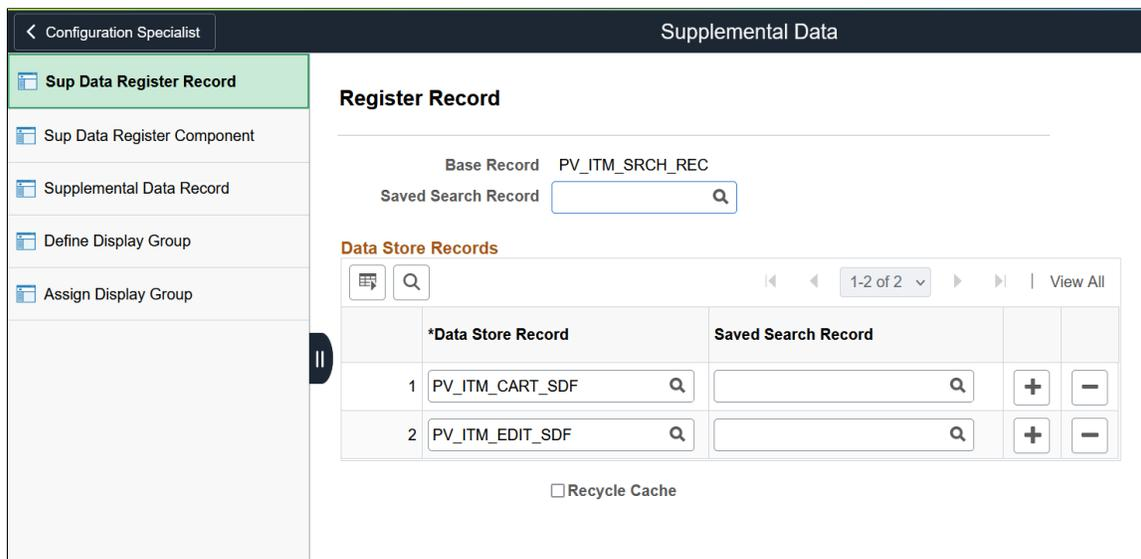 Configuration Specialist
Supplemental Data
Sup Data Register Record
Sup Data Register Component
Supplemental Data Record
Define Display Group
Assign Display Group
Register Record
Base Record PV_ITM_SRCH_REC
Saved Search Record
Data Store Records
1-2 of 2 | View All
*Data Store Record Saved Search Record
1 PV_ITM_CART_SDF
2 PV_ITM_EDIT_SDF
Recycle Cache